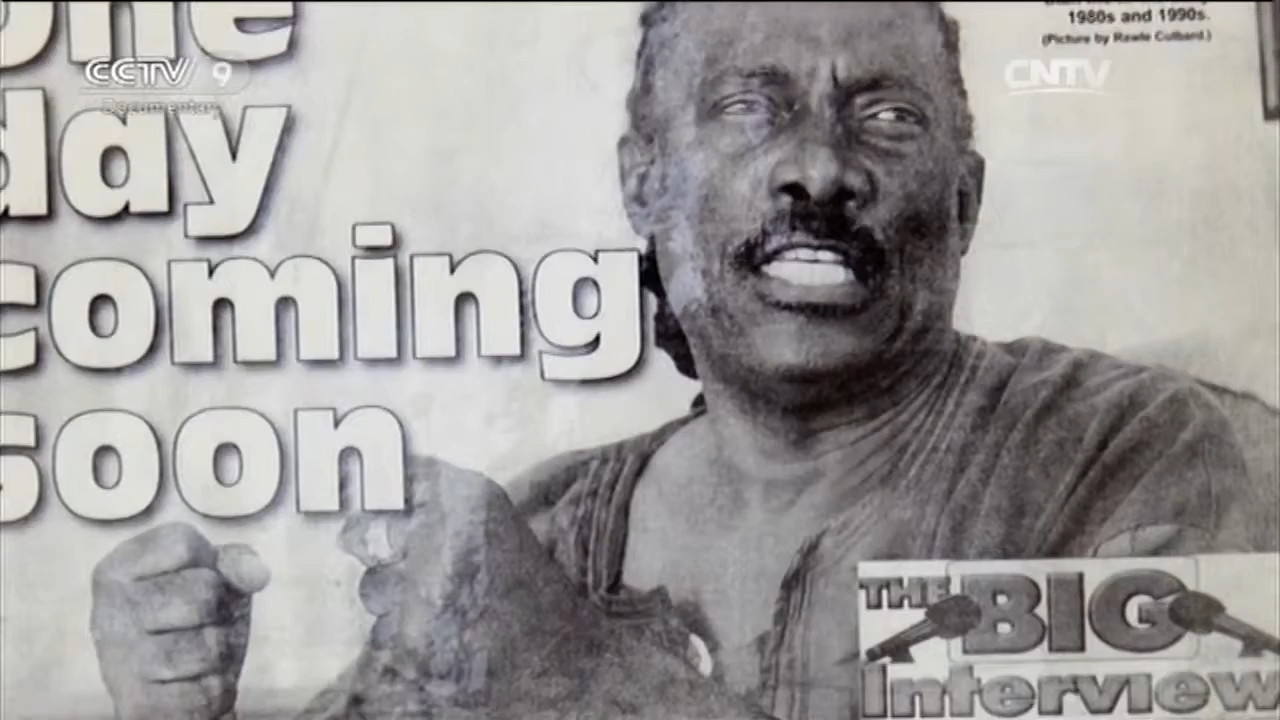 1980s and 1990s.
(Picture by Rawle Culbard.)
CCTV 9
Documentary
CNTV
one
day
coming
soon
THE BIG
Interview